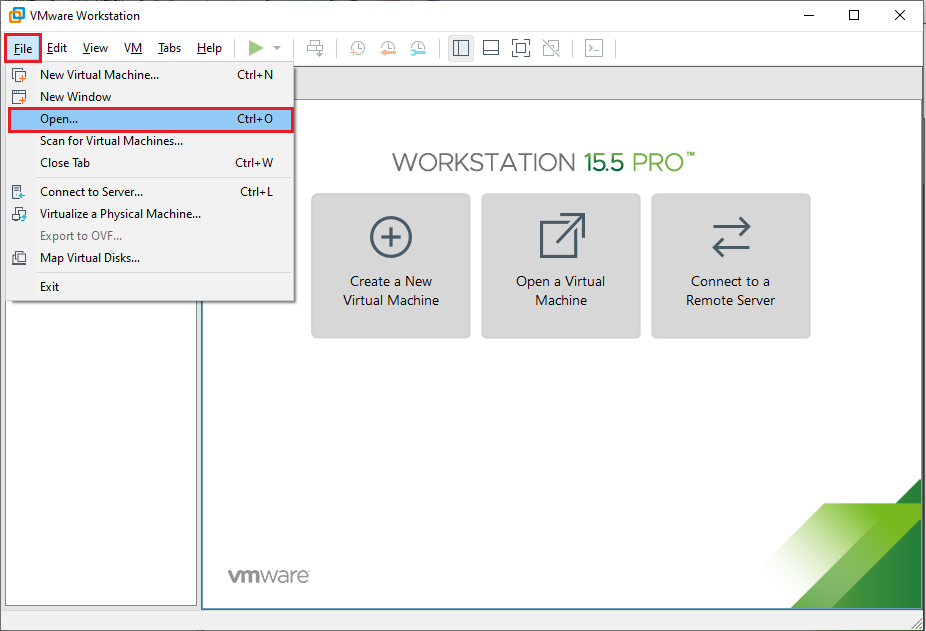 VMware Workstation
File Edit View VM Tabs Help
New Virtual Machine... Ctrl+N
New Window
Open... Ctrl+O
Scan for Virtual Machines...
Close Tab Ctrl+W
Connect to Server... Ctrl+L
Virtualize a Physical Machine...
Export to OVF...
Map Virtual Disks...
Exit
WORKSTATION 15.5 PRO™
Create a New
Virtual Machine
Open a Virtual
Machine
Connect to a
Remote Server
vmware